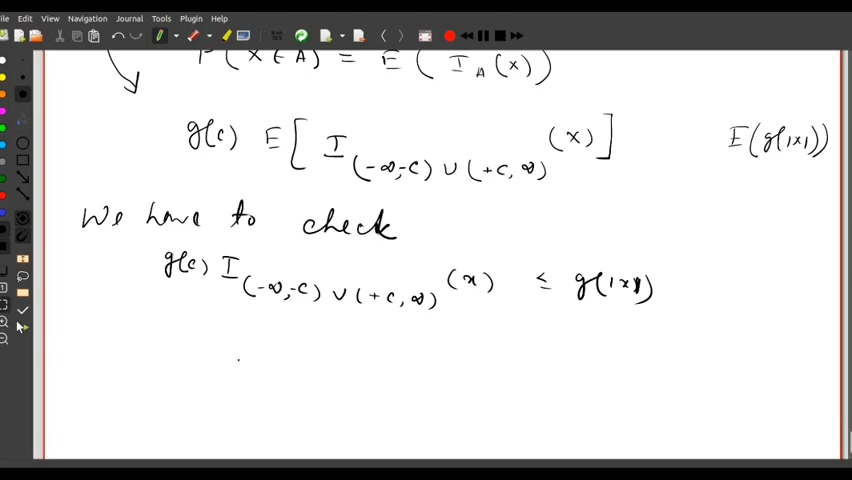 File Edit View Navigation Journal Tools Plugin Help
P(X∈A) = E(I_A(x))
g(c) E[I_{(-∞,-c) ∪ (+c,∞)} (X)] E(g(|x|))
We have to check
g(c) I_{(-∞,-c) ∪ (+c,∞)} (x) ≤ g(|x|)